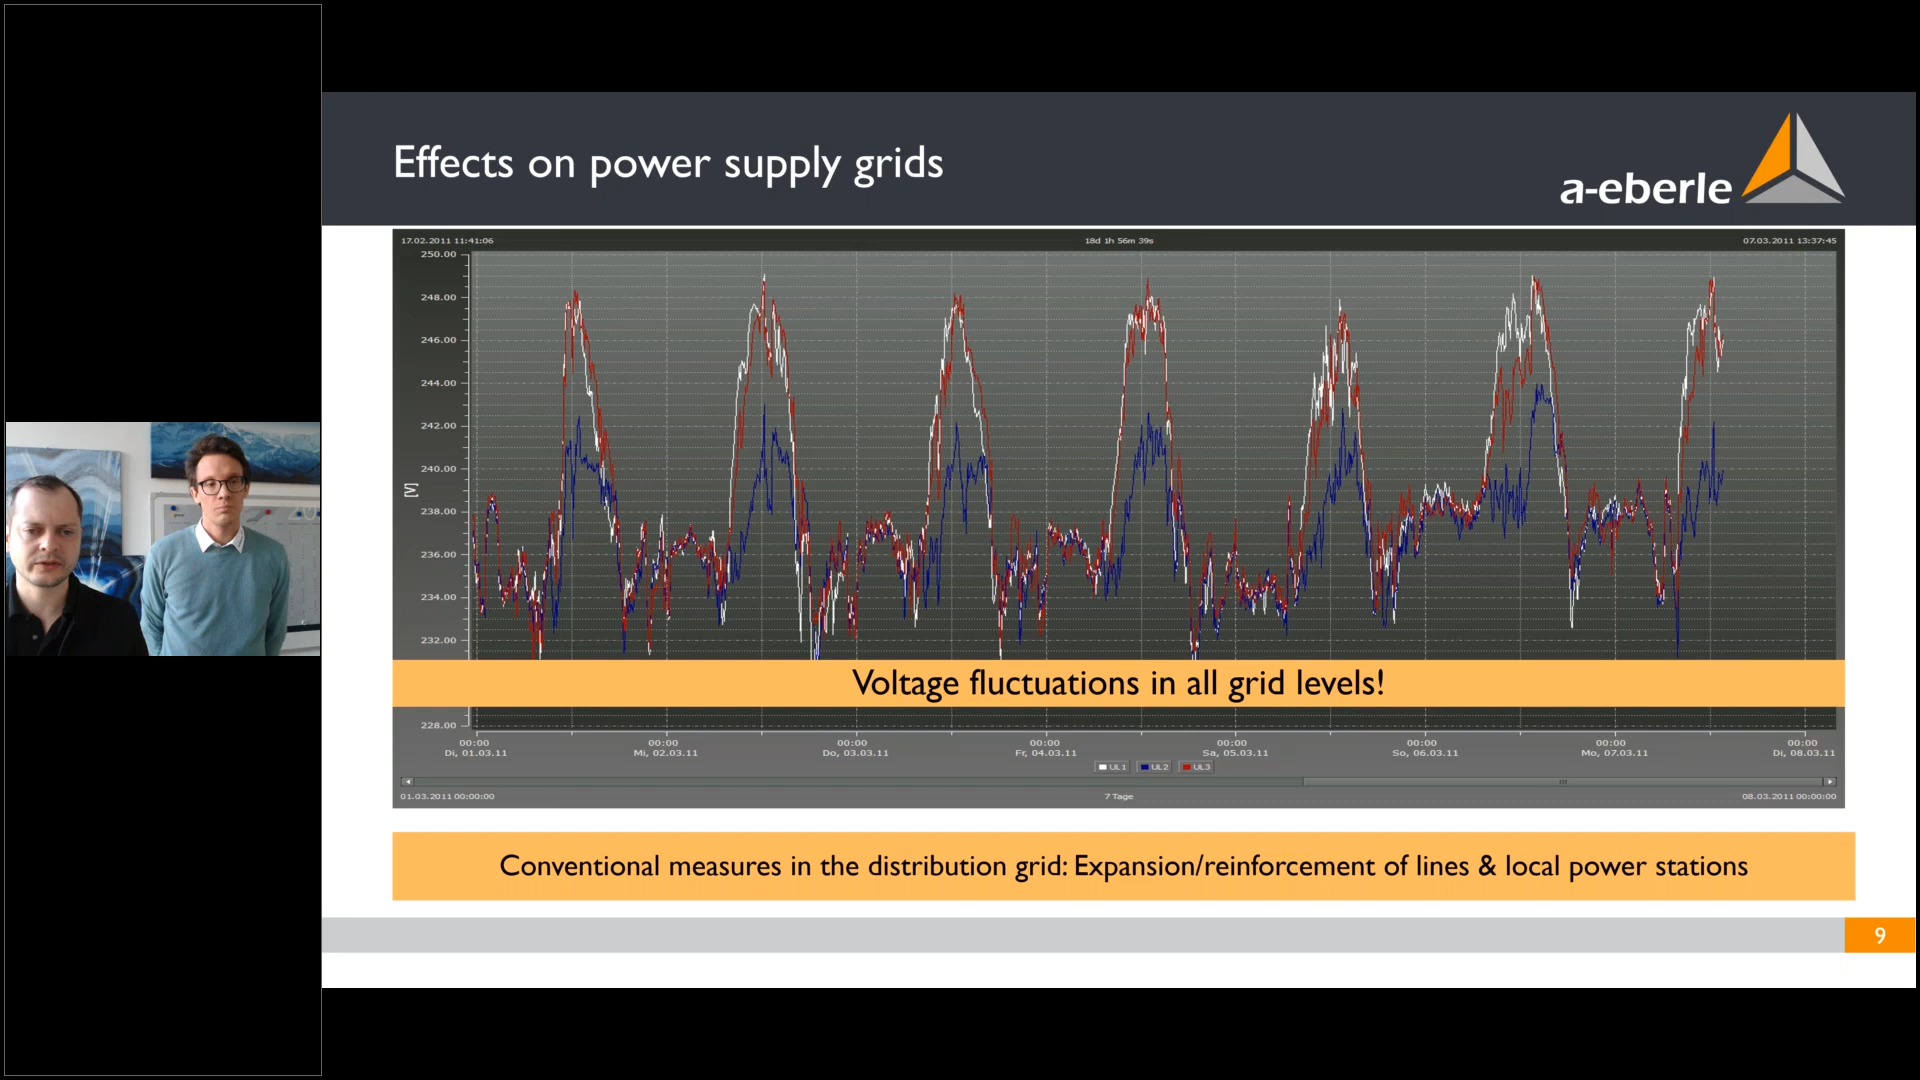 Effects on power supply grids
a-eberle
17.02.2011 11:41:06
18d 1h 56m 39s
07.03.2011 13:37:45
250.00
248.00
246.00
244.00
242.00
240.00
[V]
238.00
236.00
234.00
232.00
Voltage fluctuations in all grid levels!
228.00
00:00 00:00 00:00 00:00 00:00 00:00 00:00 00:00
Di, 01.03.11 Mi, 02.03.11 Do, 03.03.11 Fr, 04.03.11 Sa, 05.03.11 So, 06.03.11 Mo, 07.03.11 Di, 08.03.11
UL1 UL2 UL3
01.03.2011 00:00:00
7 Tage
08.03.2011 00:00:00
Conventional measures in the distribution grid: Expansion/reinforcement of lines & local power stations
9